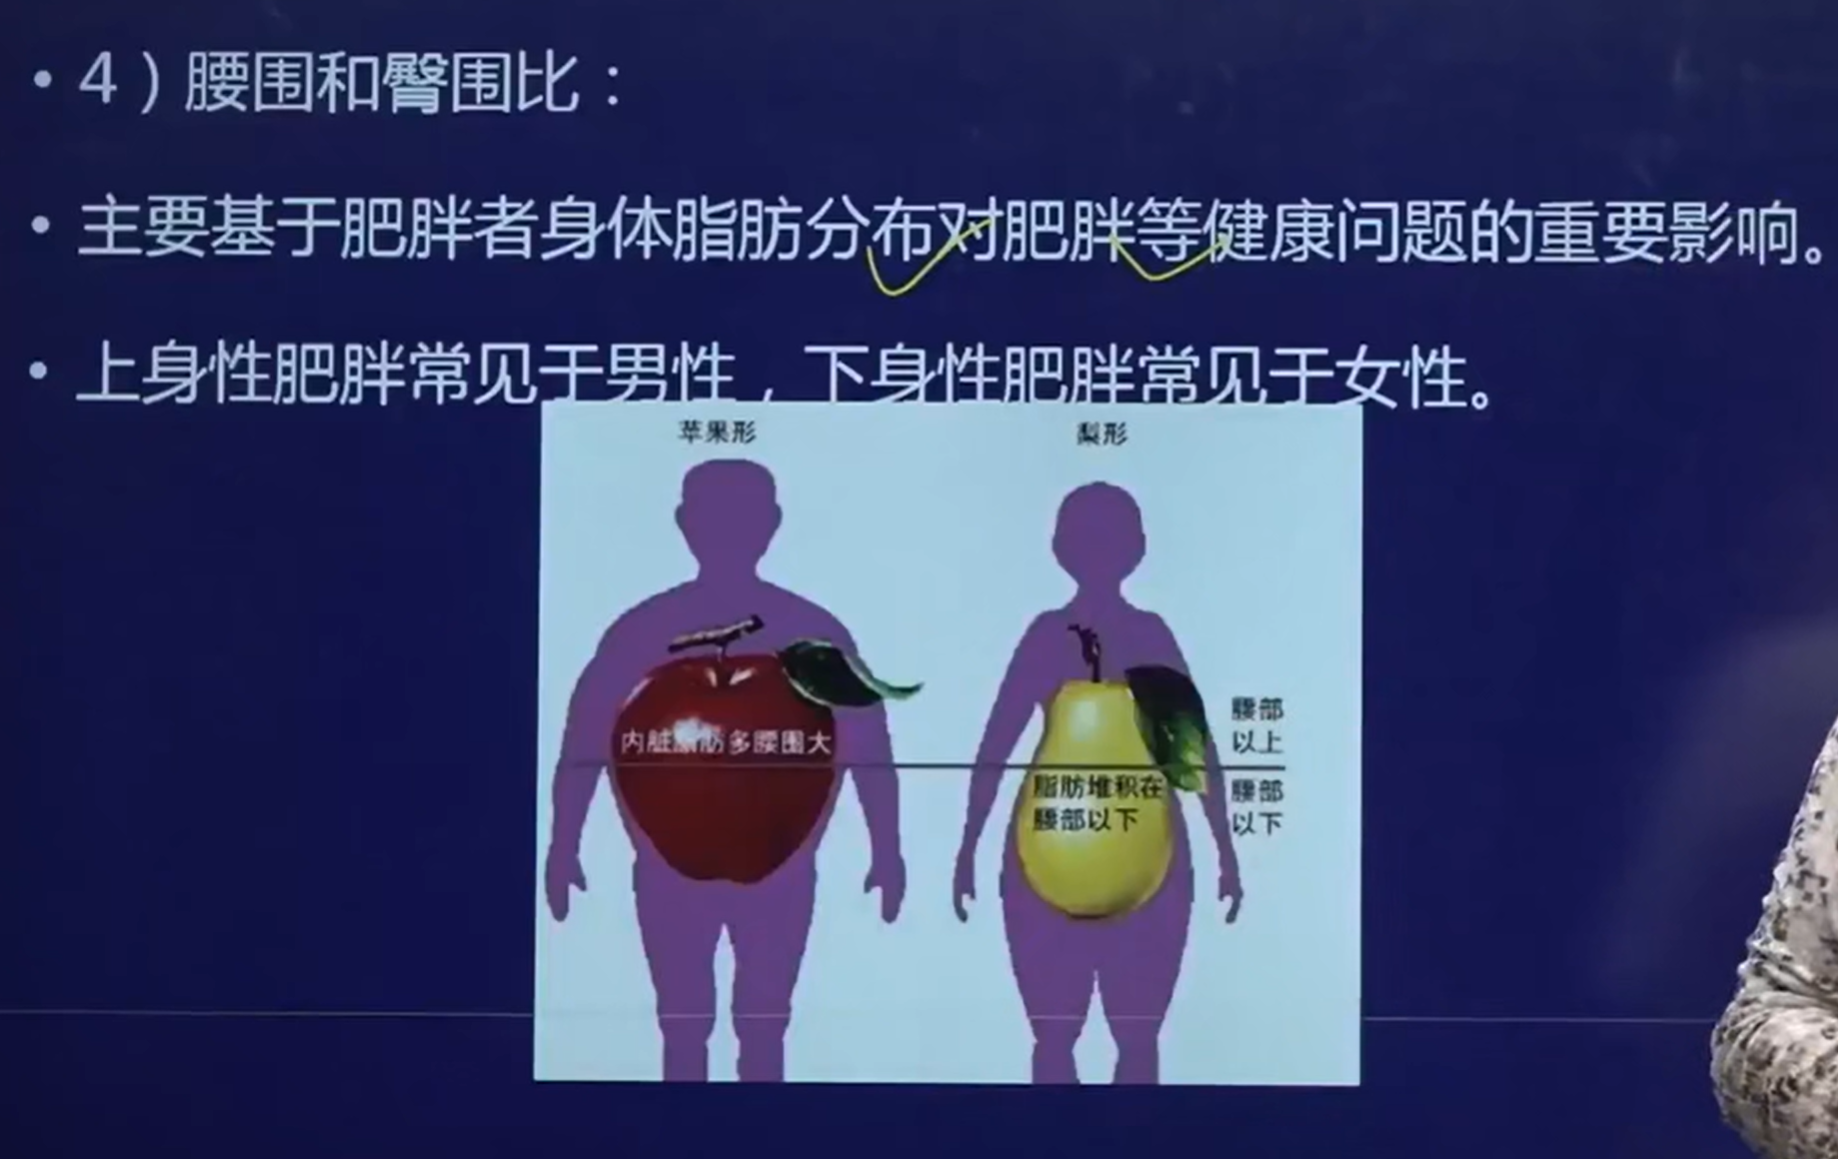 • 4）腰围和臀围比：
• 主要基于肥胖者身体脂肪分布对肥胖等健康问题的重要影响。
• 上身性肥胖常见于男性，下身性肥胖常见于女性。
苹果形
梨形
内脏脂肪多腰围大
腰部
以上
脂肪堆积在
腰部以下
腰部
以下